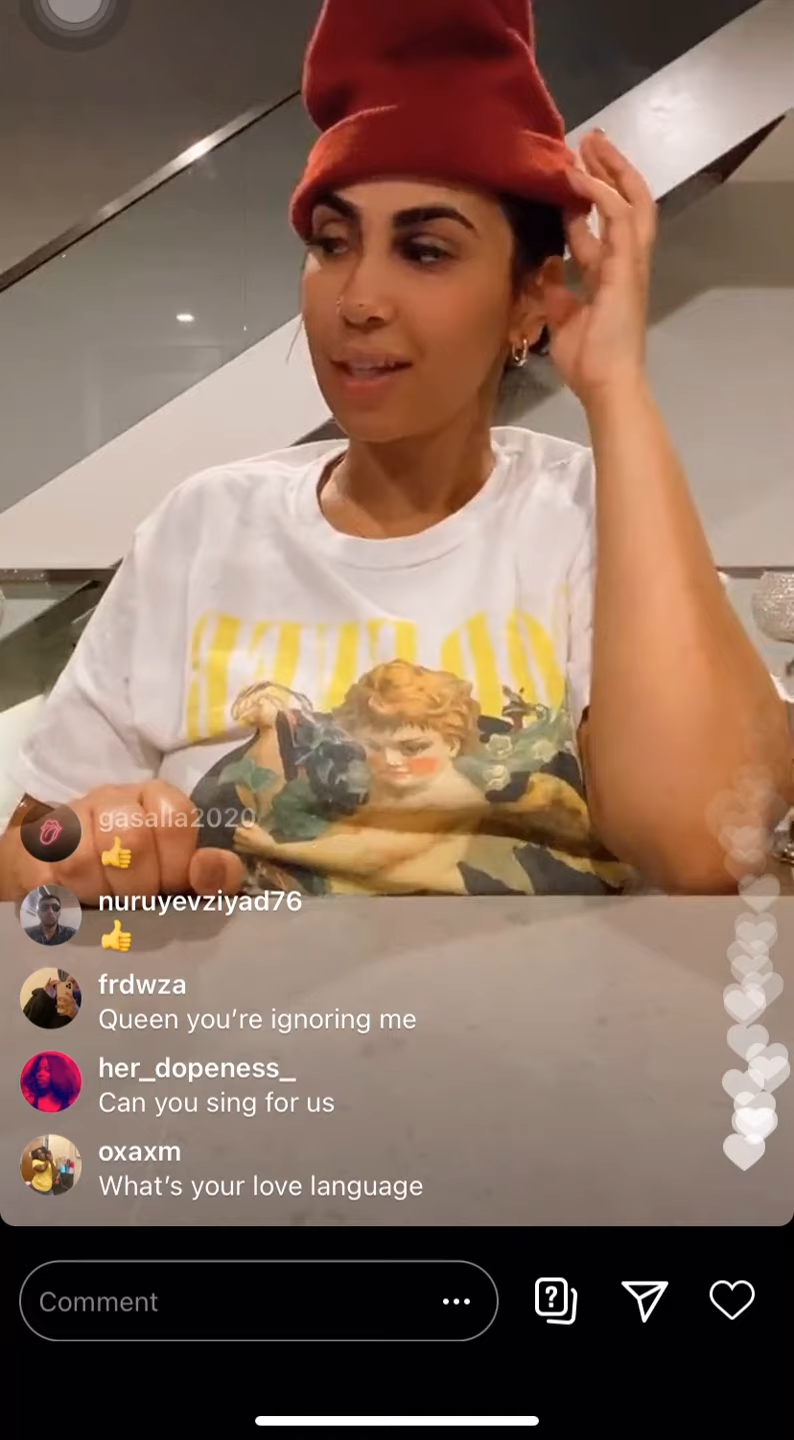 gasalla2020
👍
nuruyevziyad76
👍
frdwza
Queen you’re ignoring me
her_dopeness_
Can you sing for us
oxaxm
What’s your love language
Comment
?